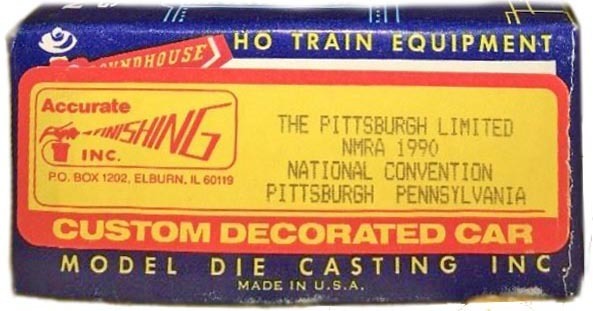 HO TRAIN EQUIPMENT
ROUNDHOUSE
Accurate
FINISHING
INC.
P.O. BOX 1202, ELBURN, IL 60119
THE PITTSBURGH LIMITED
NMRA 1990
NATIONAL CONVENTION
PITTSBURGH PENNSYLVANIA
CUSTOM DECORATED CAR
MODEL DIE CASTING INC
MADE IN U.S.A.